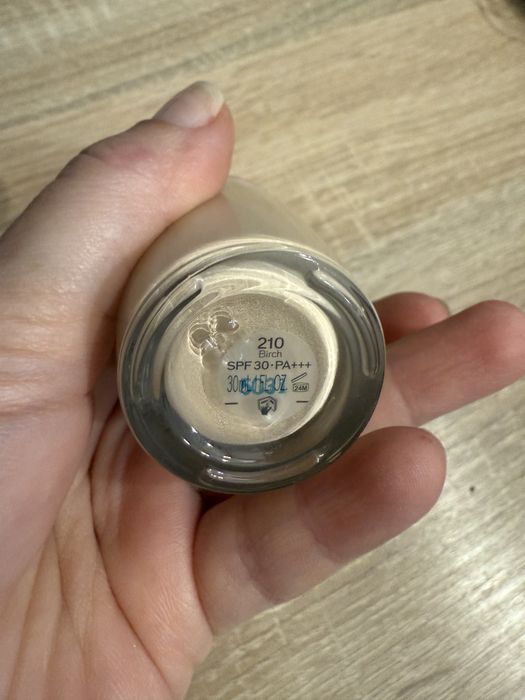 210
Birch
SPF 30·PA+++
30ml 1 FL. OZ.
24M